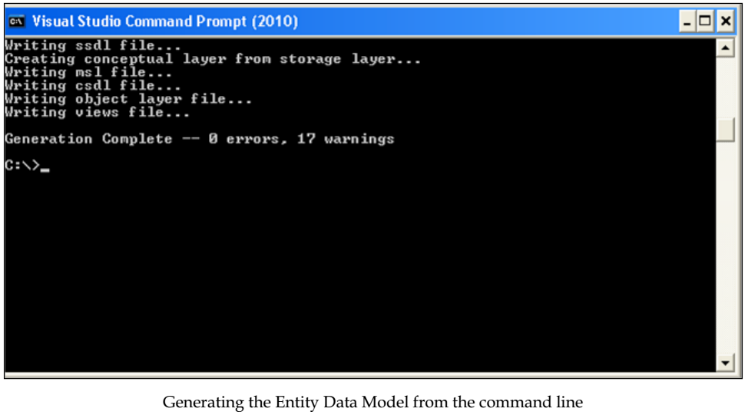 Visual Studio Command Prompt (2010)
Writing ssdl file...
Creating conceptual layer from storage layer...
Writing msl file...
Writing csdl file...
Writing object layer file...
Writing views file...
Generation Complete -- 0 errors, 17 warnings
C:\>_
Generating the Entity Data Model from the command line